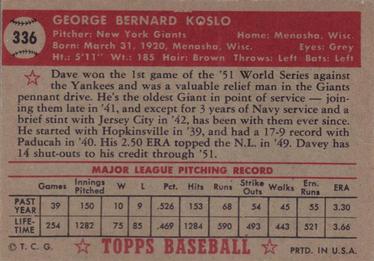 336
GEORGE BERNARD KOSLO
Pitcher: New York Giants Home: Menasha, Wisc.
Born: March 31, 1920, Menasha, Wisc. Eyes: Grey
Ht: 5'11" Wt: 185 Hair: Brown Throws: Left Bats: Left
Dave won the 1st game of the '51 World Series against
the Yankees and was a valuable relief man in the Giants
pennant drive. He's the oldest Giant in point of service — join-
ing them late in '41, and except for 3 years of Navy service and a
brief stint with Jersey City in '42, has been with them ever since.
He started with Hopkinsville in '39, and had a 17-9 record with
Paducah in '40. His 2.50 ERA topped the N.L. in '49. Davey has
14 shut-outs to his credit through '51.
MAJOR LEAGUE PITCHING RECORD
Games Innings Pitched W L Pct. Hits Runs Strike Outs Walks Ern. Runs ERA
PAST YEAR 39 150 10 9 .526 153 68 54 45 55 3.30
LIFE-TIME 254 1282 75 85 .469 1284 590 493 443 521 3.66
© T. C. G. TOPPS BASEBALL PRTD. IN U.S.A.